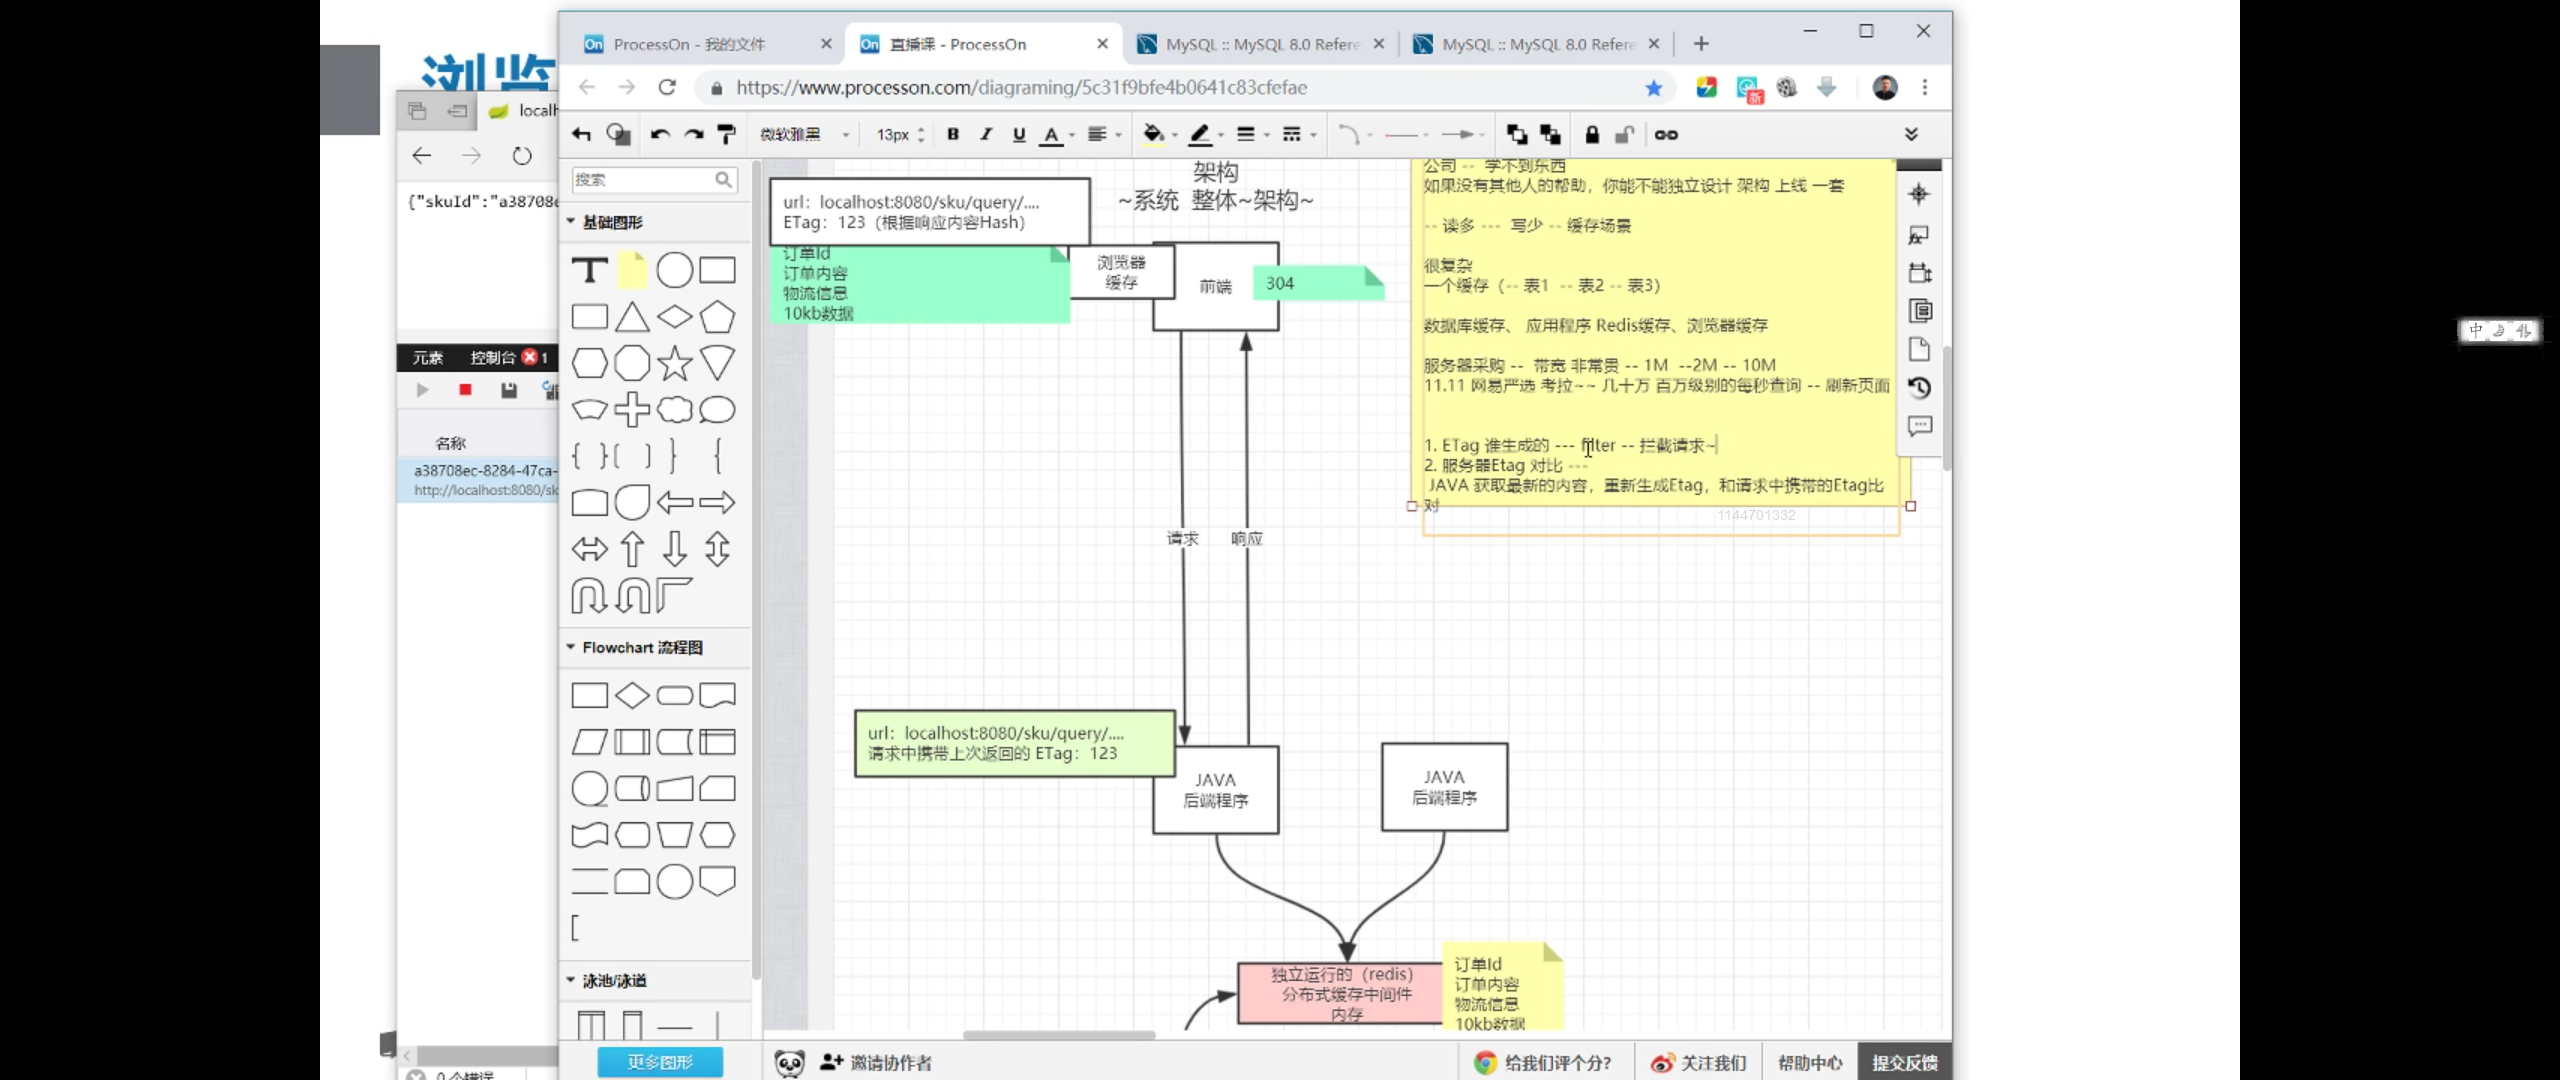 浏览
localh
{"skuId":"a38708e
元素 控制台 1
名称
a38708ec-8284-47ca-
http://localhost:8080/sk
ProcessOn - 我的文件
直播课 - ProcessOn
MySQL :: MySQL 8.0 Refere
MySQL :: MySQL 8.0 Refere
https://www.processon.com/diagraming/5c31f9bfe4b0641c83cfefae
新
微软雅黑 13px B I U A
搜索
基础图形
Flowchart 流程图
泳池/泳道
更多图形
架构
~系统 整体~架构~
url：localhost:8080/sku/query/....
ETag：123（根据响应内容Hash）
订单Id
订单内容
物流信息
10kb数据
浏览器
缓存
前端
304
请求
响应
url：localhost:8080/sku/query/....
请求中携带上次返回的 ETag：123
JAVA
后端程序
JAVA
后端程序
独立运行的（redis）
分布式缓存中间件
内存
订单Id
订单内容
物流信息
10kb数据
公司 -- 学不到东西
如果没有其他人的帮助，你能不能独立设计 架构 上线 一套
-- 读多 --- 写少 -- 缓存场景
很复杂
一个缓存（-- 表1 -- 表2 -- 表3）
数据库缓存、 应用程序 Redis缓存、浏览器缓存
服务器采购 -- 带宽 非常贵 -- 1M --2M -- 10M
11.11 网易严选 考拉~~ 几十万 百万级别的每秒查询 -- 刷新页面
1. ETag 谁生成的 --- filter -- 拦截请求~
2. 服务器Etag 对比 ---
JAVA 获取最新的内容，重新生成Etag，和请求中携带的Etag比
对
1144701332
中
邀请协作者
给我们评个分?
关注我们
帮助中心
提交反馈